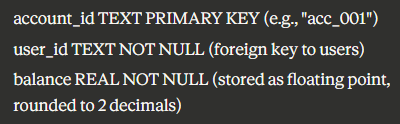 account_id TEXT PRIMARY KEY (e.g., "acc_001")
user_id TEXT NOT NULL (foreign key to users)
balance REAL NOT NULL (stored as floating point,
rounded to 2 decimals)